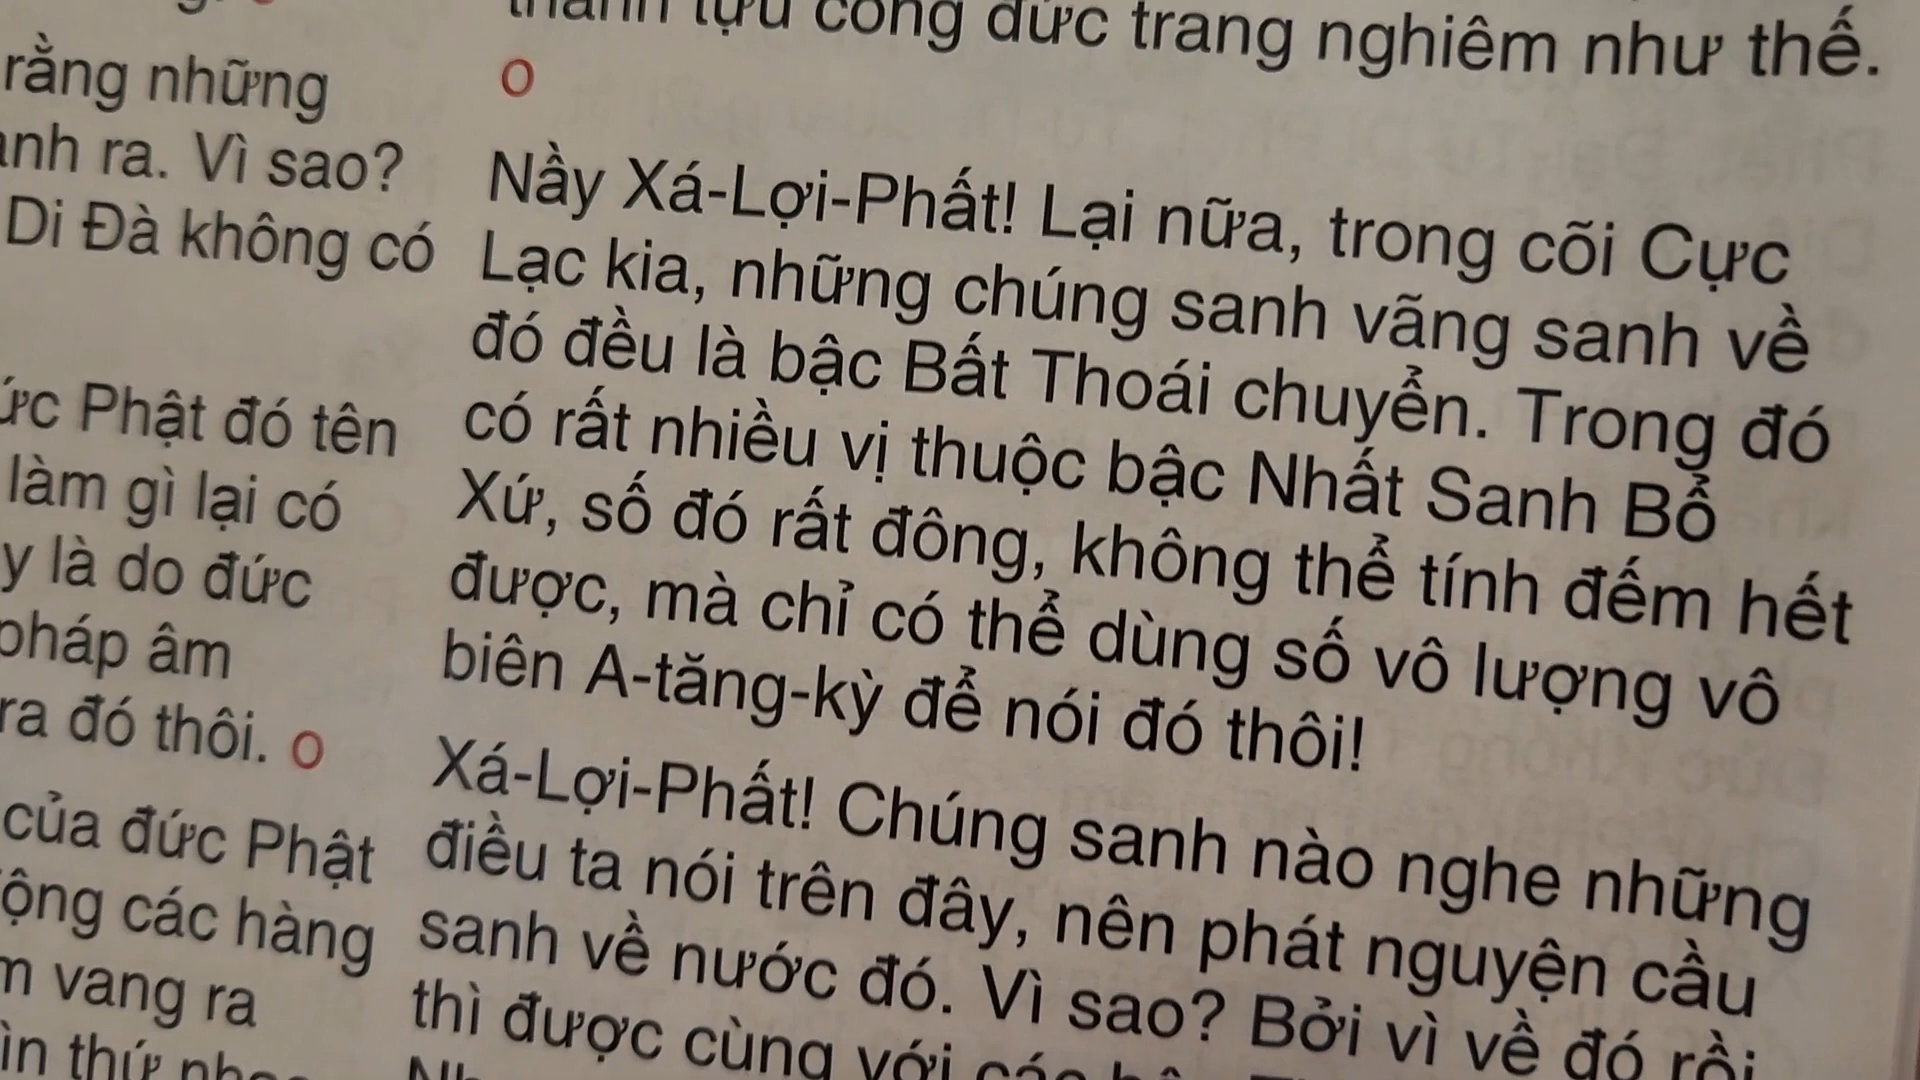 rằng những
anh ra. Vì sao?
Di Đà không có
ức Phật đó tên
làm gì lại có
y là do đức
pháp âm
ra đó thôi. o
của đức Phật
ộng các hàng
m vang ra
ìn thứ
thành tựu công đức trang nghiêm như thế.
o
Nầy Xá-Lợi-Phất! Lại nữa, trong cõi Cực
Lạc kia, những chúng sanh vãng sanh về
đó đều là bậc Bất Thoái chuyển. Trong đó
có rất nhiều vị thuộc bậc Nhất Sanh Bổ
Xứ, số đó rất đông, không thể tính đếm hết
được, mà chỉ có thể dùng số vô lượng vô
biên A-tăng-kỳ để nói đó thôi!
Xá-Lợi-Phất! Chúng sanh nào nghe những
điều ta nói trên đây, nên phát nguyện cầu
sanh về nước đó. Vì sao? Bởi vì về đó rồi
thì được cùng với các